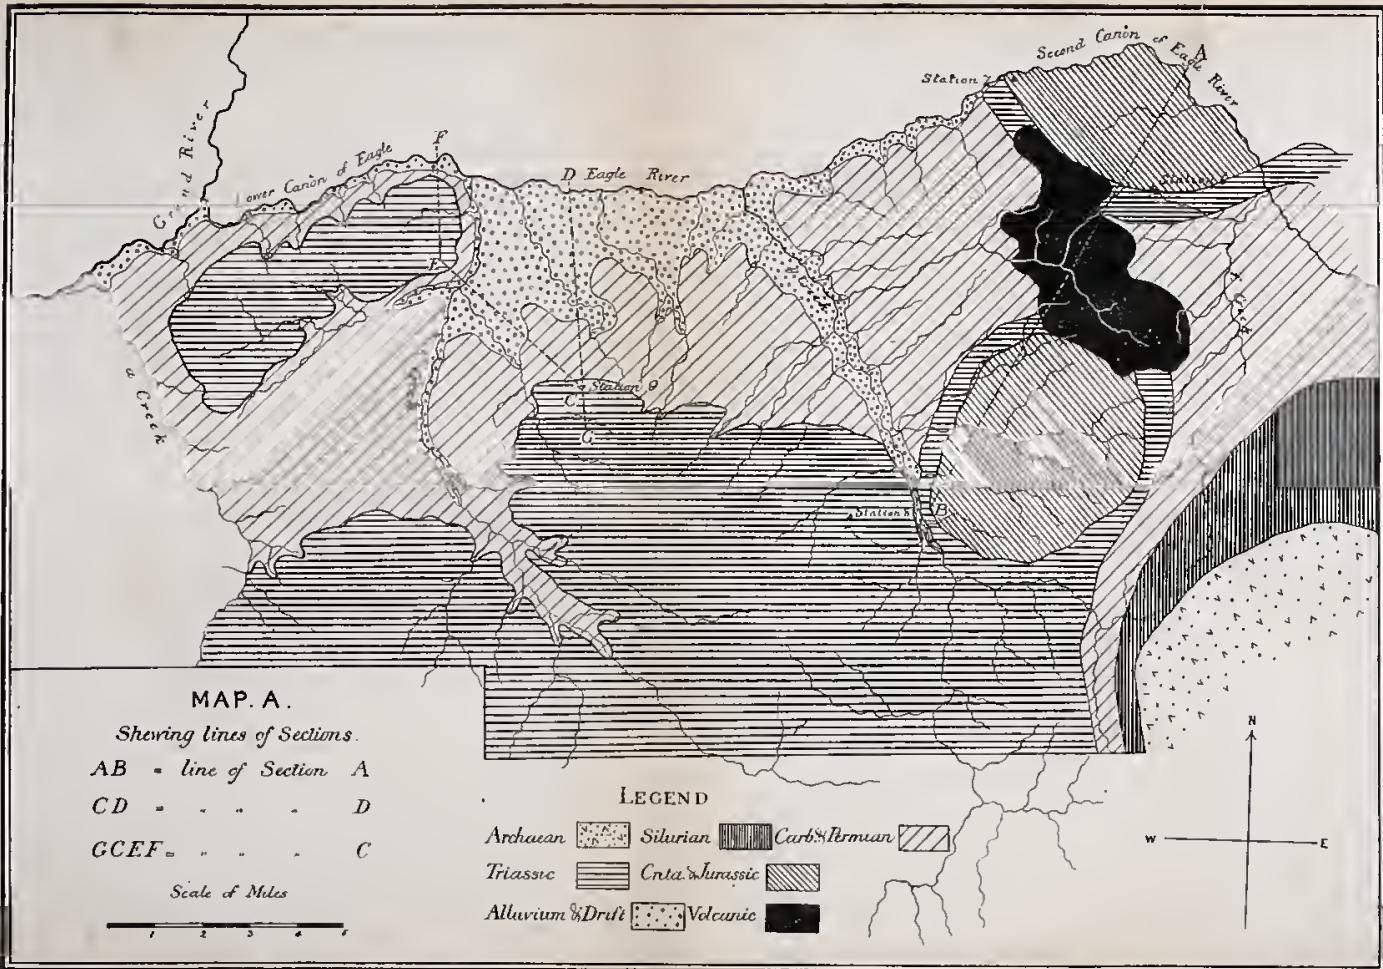 Second Cañon of Eagle River
A
Station 7
Grand River
Lower Cañon of Eagle
F
D Eagle River
E
Station 9
C
G
a Creek
Creek
Station 8
B
MAP. A.
Shewing lines of Sections.
AB = line of Section A
CD = " " " D
GCEF = " " " C
Scale of Miles
1 2 3 4 5
LEGEND
Archaean Silurian Carb. & Permian
Triassic Creta. & Jurassic
Alluvium & Drift Volcanic
N
W E